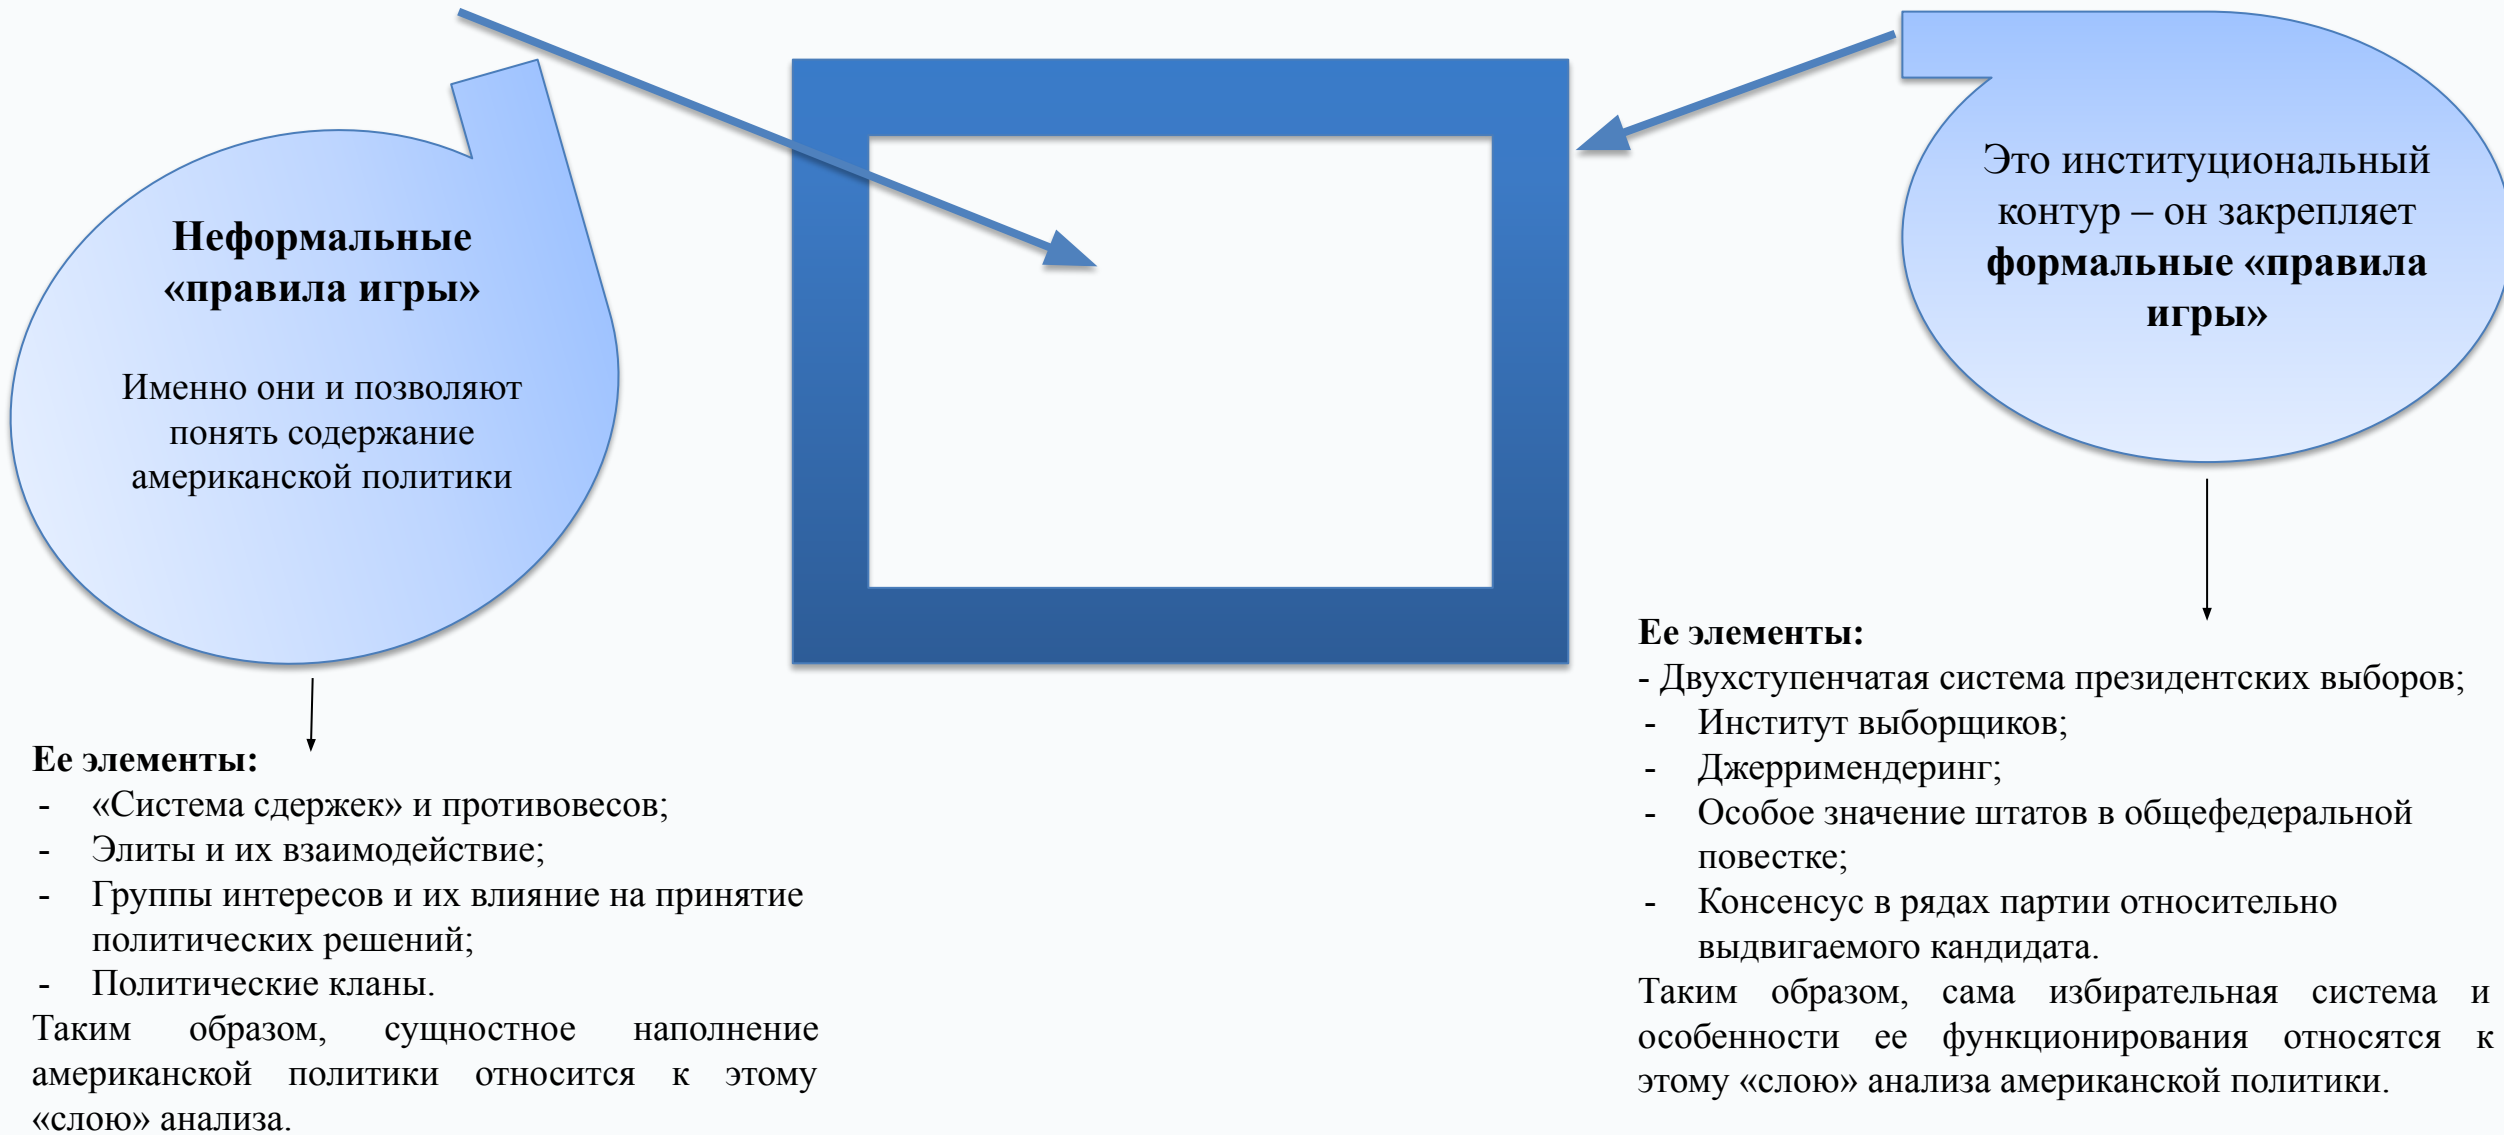 Неформальные
«правила игры»
Именно они и позволяют
понять содержание
американской политики
Ее элементы:
- «Система сдержек» и противовесов;
- Элиты и их взаимодействие;
- Группы интересов и их влияние на принятие
политических решений;
- Политические кланы.
Таким образом, сущностное наполнение
американской политики относится к этому
«слою» анализа.
Это институциональный
контур – он закрепляет
формальные «правила
игры»
Ее элементы:
- Двухступенчатая система президентских выборов;
- Институт выборщиков;
- Джерримендеринг;
- Особое значение штатов в общефедеральной
повестке;
- Консенсус в рядах партии относительно
выдвигаемого кандидата.
Таким образом, сама избирательная система и
особенности ее функционирования относятся к
этому «слою» анализа американской политики.